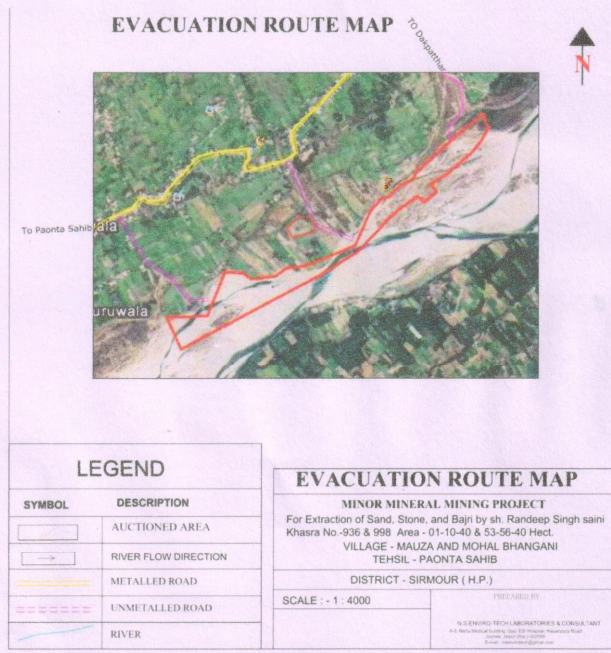 EVACUATION ROUTE MAP
TO Dakpatthar
N
To Paonta Sahib
ala
uruwala
LEGEND
SYMBOL DESCRIPTION
AUCTIONED AREA
RIVER FLOW DIRECTION
METALLED ROAD
UNMETALLED ROAD
RIVER
EVACUATION ROUTE MAP
MINOR MINERAL MINING PROJECT
For Extraction of Sand, Stone, and Bajri by sh. Randeep Singh saini
Khasra No.-936 & 998 Area - 01-10-40 & 53-56-40 Hect.
VILLAGE - MAUZA AND MOHAL BHANGANI
TEHSIL - PAONTA SAHIB
DISTRICT - SIRMOUR ( H.P.)
SCALE : - 1 : 4000
PREPARED BY
LABORATORIES & CONSULTANT